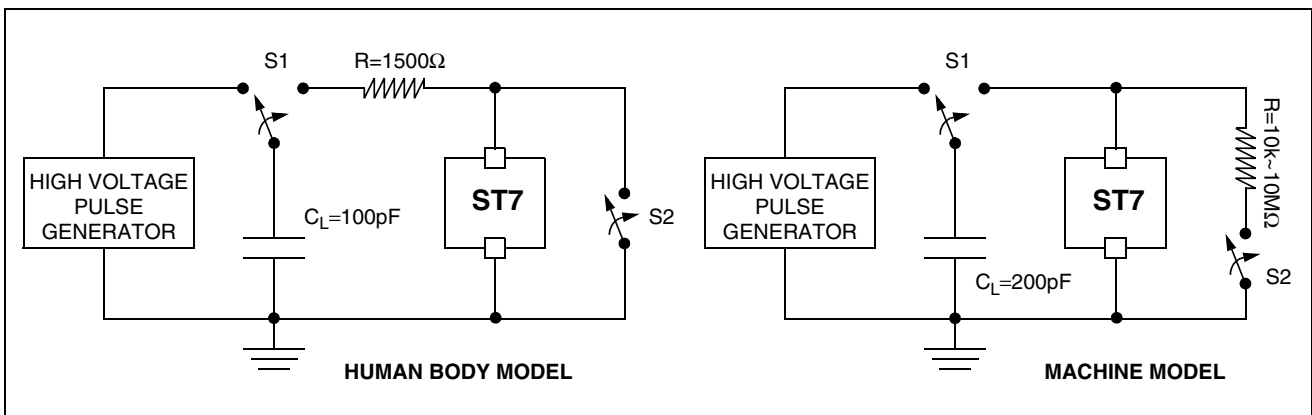 S1
R=1500Ω
HIGH VOLTAGE
PULSE
GENERATOR
CL=100pF
ST7
S2
HUMAN BODY MODEL
S1
R=10k~10MΩ
HIGH VOLTAGE
PULSE
GENERATOR
CL=200pF
ST7
S2
MACHINE MODEL